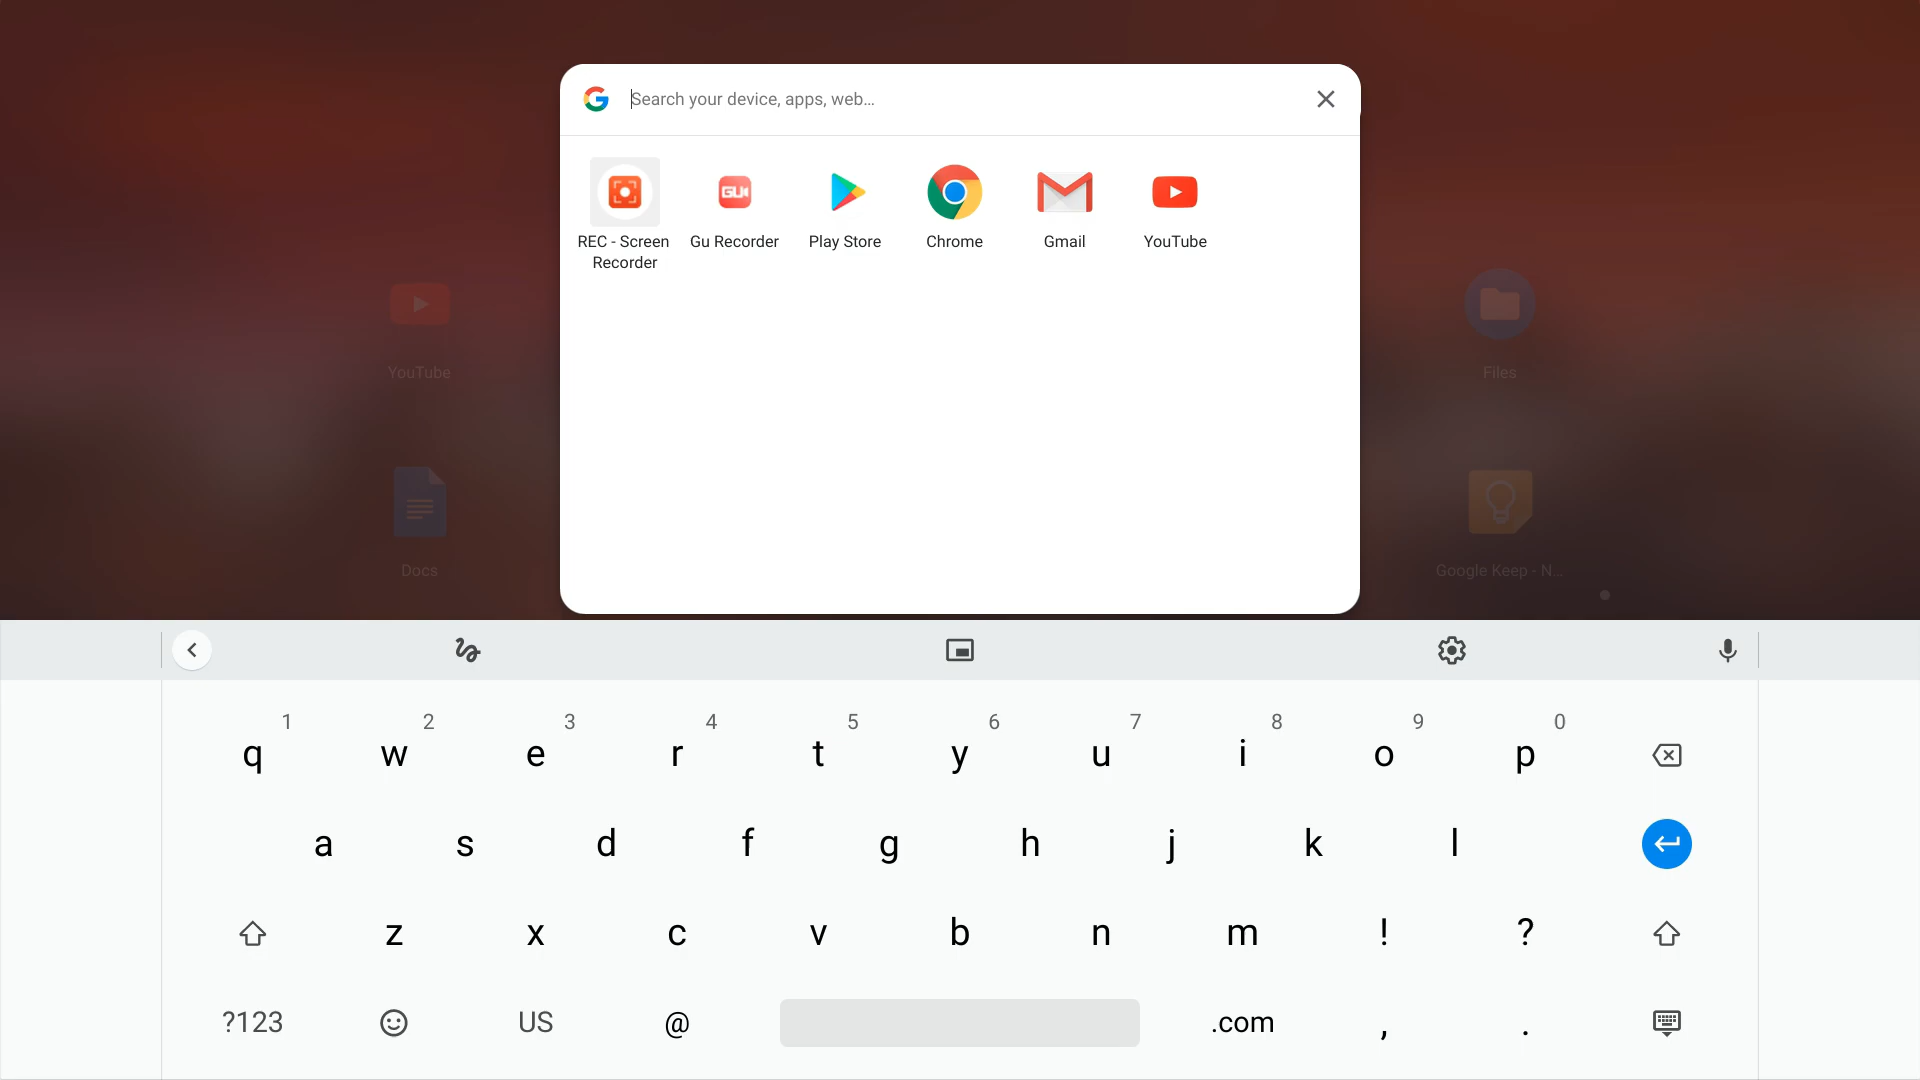 Search your device, apps, web...
GU
REC - Screen Recorder
Gu Recorder
Play Store
Chrome
Gmail
YouTube
YouTube
Files
Docs
Google Keep - N...
1 2 3 4 5 6 7 8 9 0
q w e r t y u i o p
a s d f g h j k l
z x c v b n m ! ?
?123 US @ .com , .